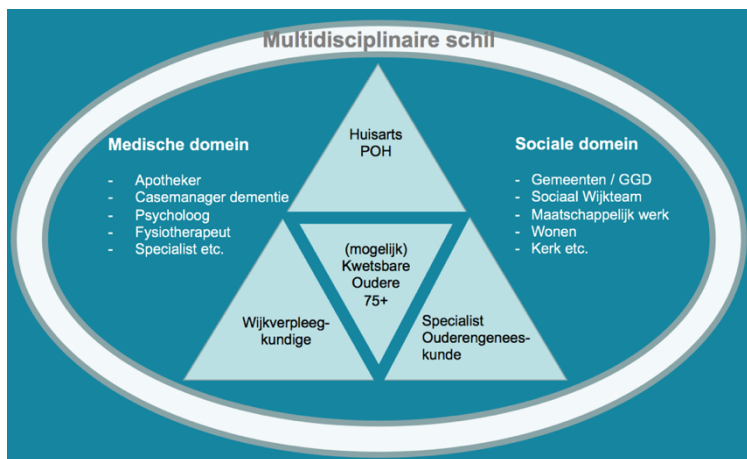 Multidisciplinaire schil
Huisarts
POH
Medische domein
- Apotheker
- Casemanager dementie
- Psycholoog
- Fysiotherapeut
- Specialist etc.
Sociale domein
- Gemeenten / GGD
- Sociaal Wijkteam
- Maatschappelijk werk
- Wonen
- Kerk etc.
(mogelijk)
Kwetsbare
Oudere
75+
Wijkverpleeg-
kundige
Specialist
Ouderengenees-
kunde